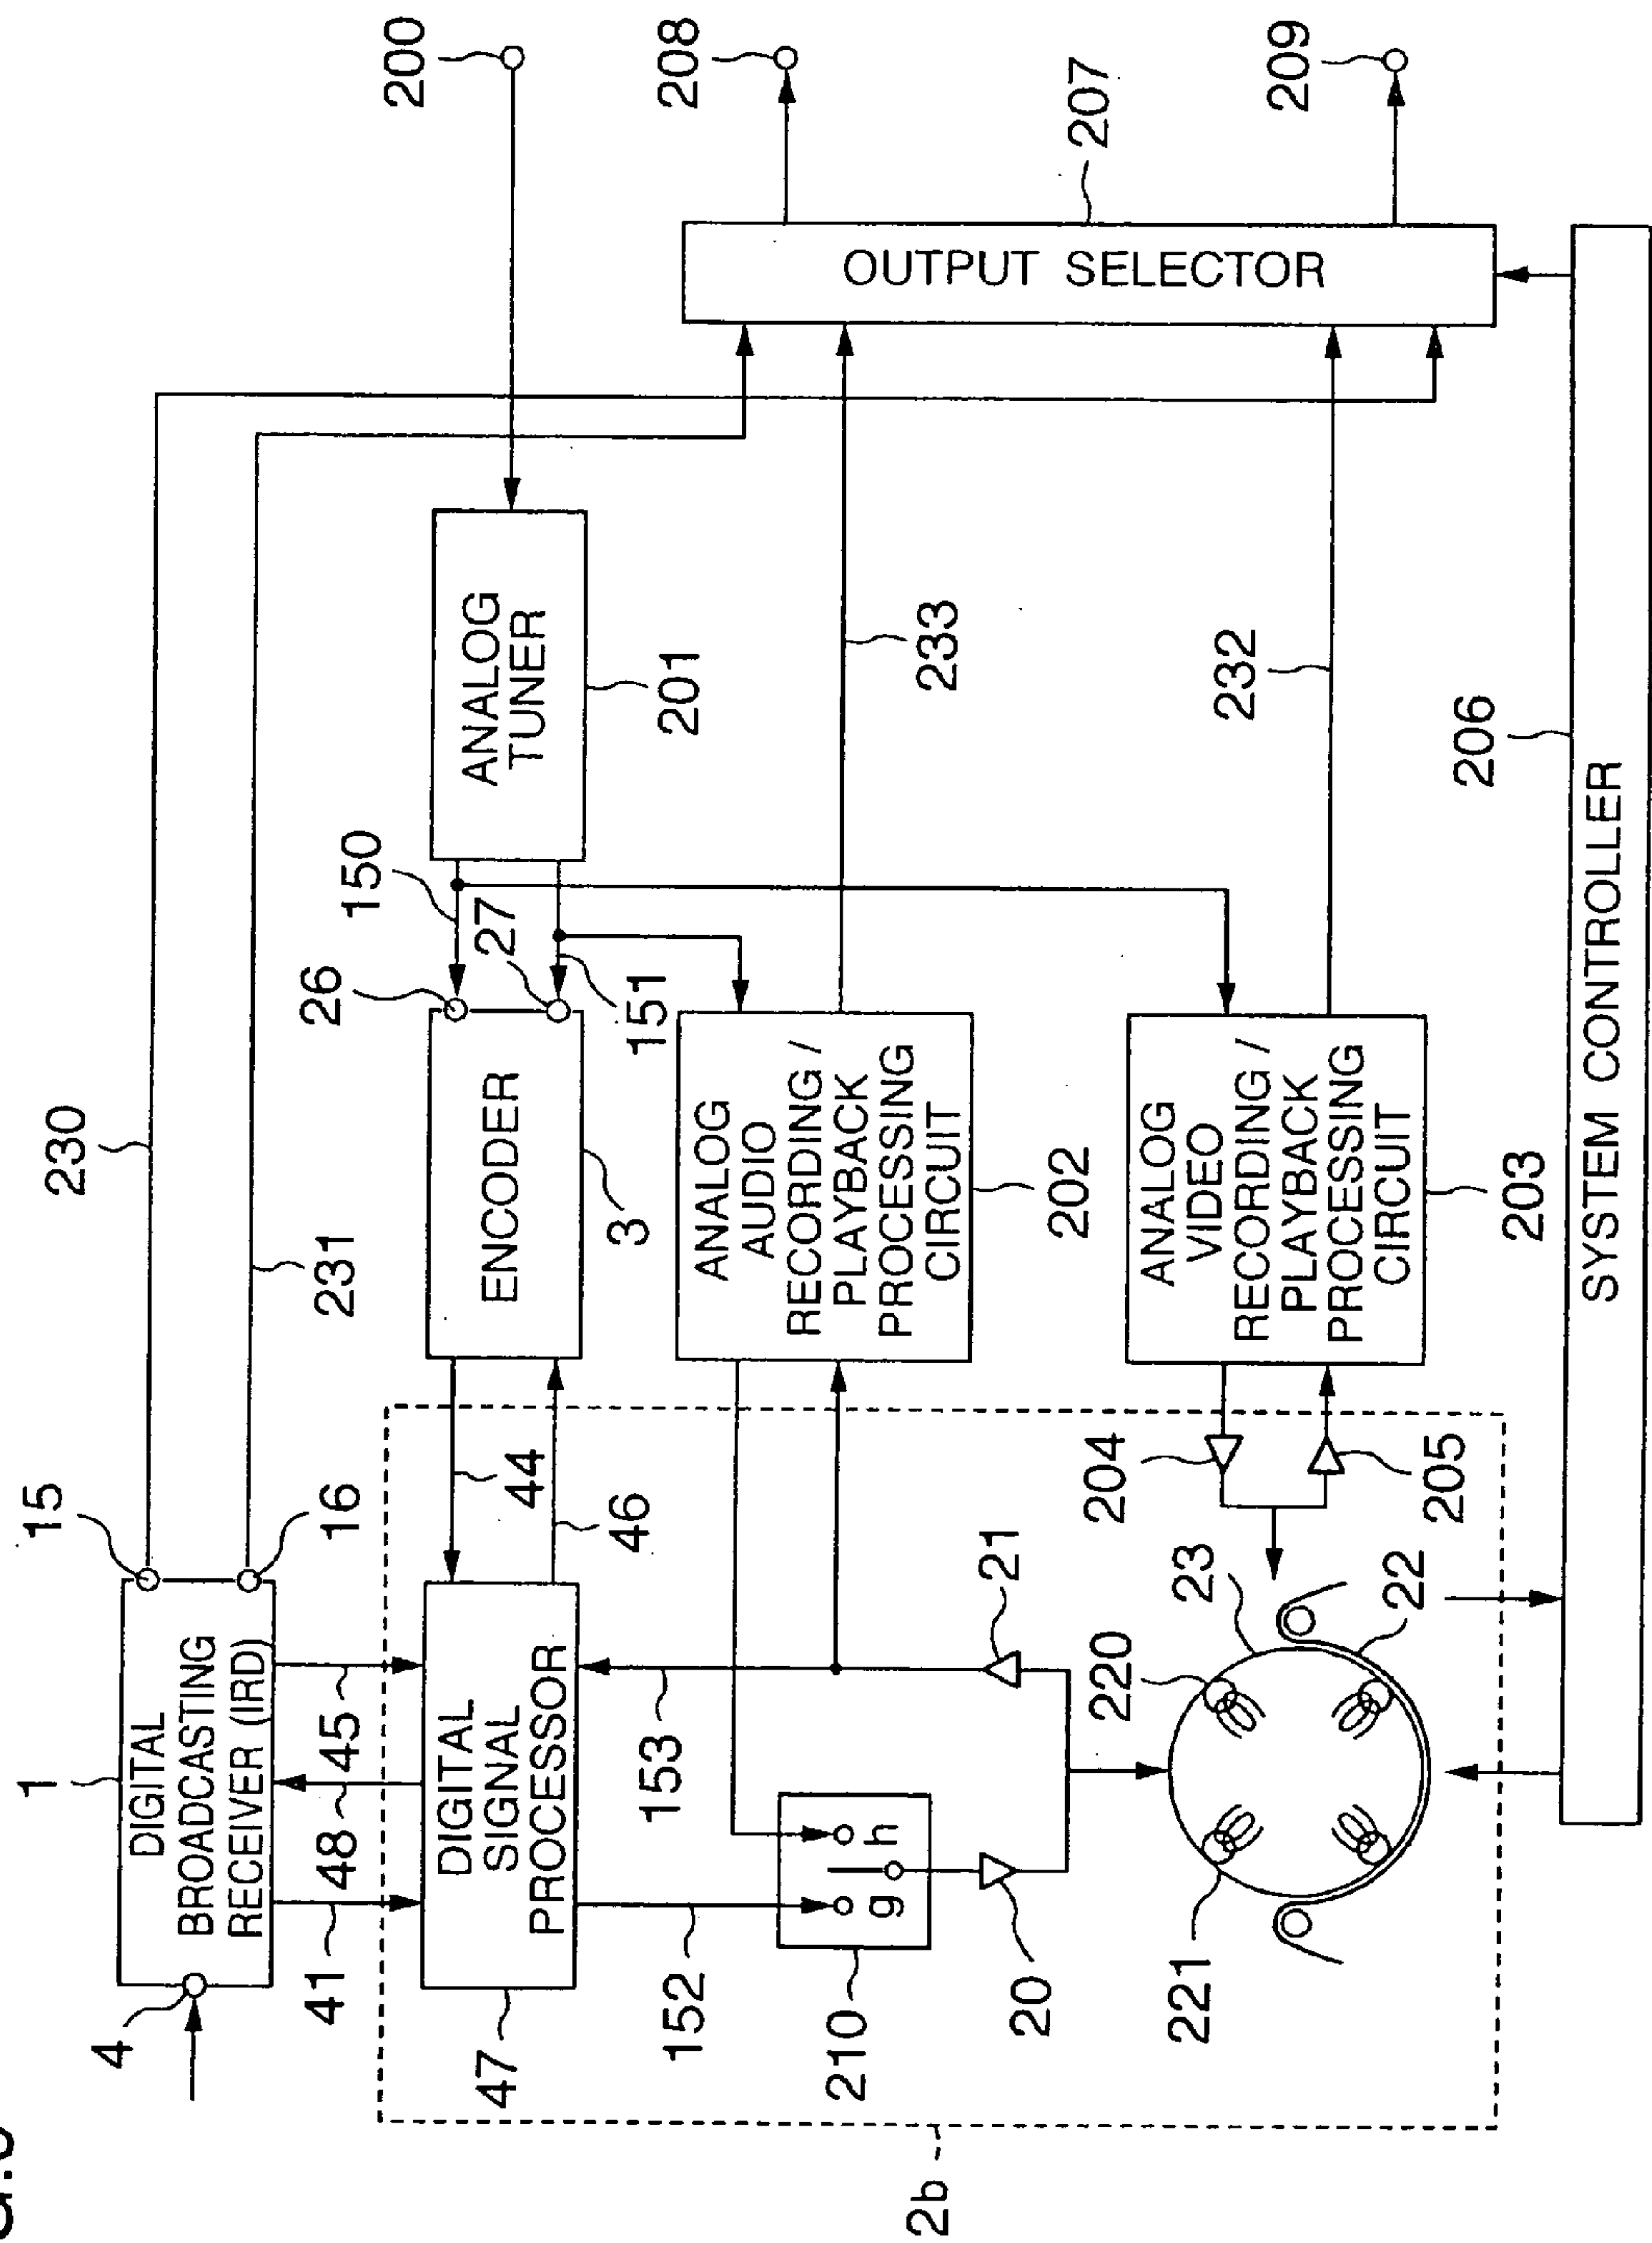 1
DIGITAL
BROADCASTING
RECEIVER (IRD)
4
15
16
230
231
41
48
45
44
46
47
DIGITAL
SIGNAL
PROCESSOR
ENCODER
3
26
27
150
151
ANALOG
TUNER
201
200
152
153
210
g
h
20
21
ANALOG
AUDIO
RECORDING /
PLAYBACK
PROCESSING
CIRCUIT
202
233
ANALOG
VIDEO
RECORDING /
PLAYBACK
PROCESSING
CIRCUIT
203
232
204
205
OUTPUT SELECTOR
207
208
209
220
221
23
22
2b
SYSTEM CONTROLLER
206